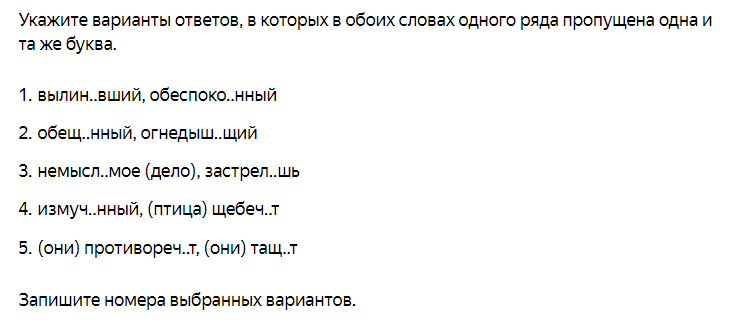 Укажите варианты ответов, в которых в обоих словах одного ряда пропущена одна и
та же буква.
1. вылин..вший, обеспоко..нный
2. обещ..нный, огнедыш..щий
3. немысл..мое (дело), застрел..шь
4. измуч..нный, (птица) щебеч..т
5. (они) противореч..т, (они) тащ..т
Запишите номера выбранных вариантов.